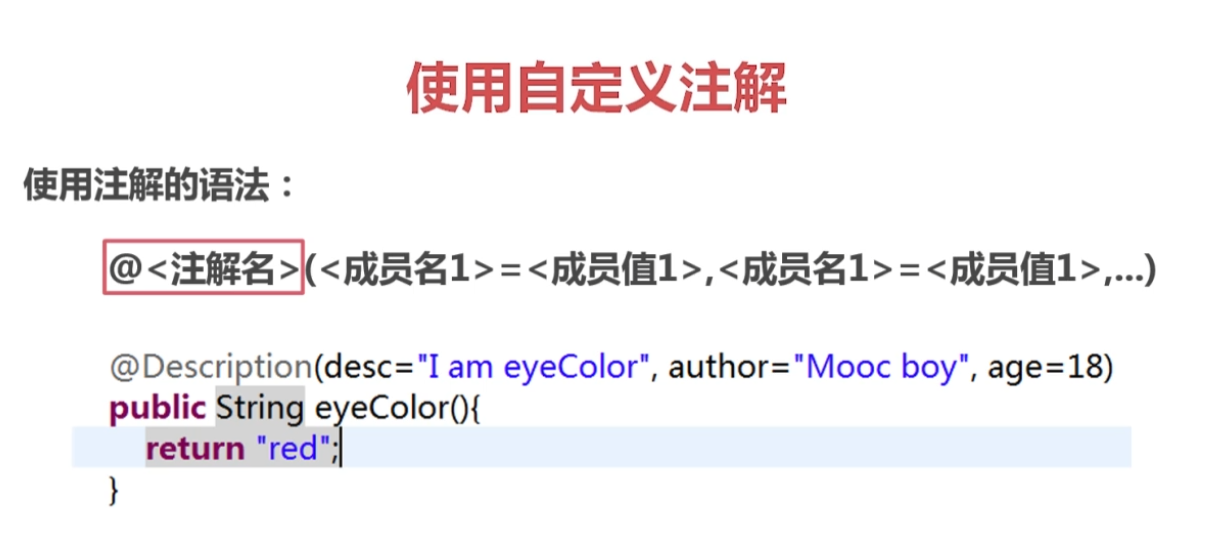 使用自定义注解
使用注解的语法：
@<注解名>(<成员名1>=<成员值1>,<成员名1>=<成员值1>,...)
@Description(desc="I am eyeColor", author="Mooc boy", age=18)
public String eyeColor(){
return "red";
}